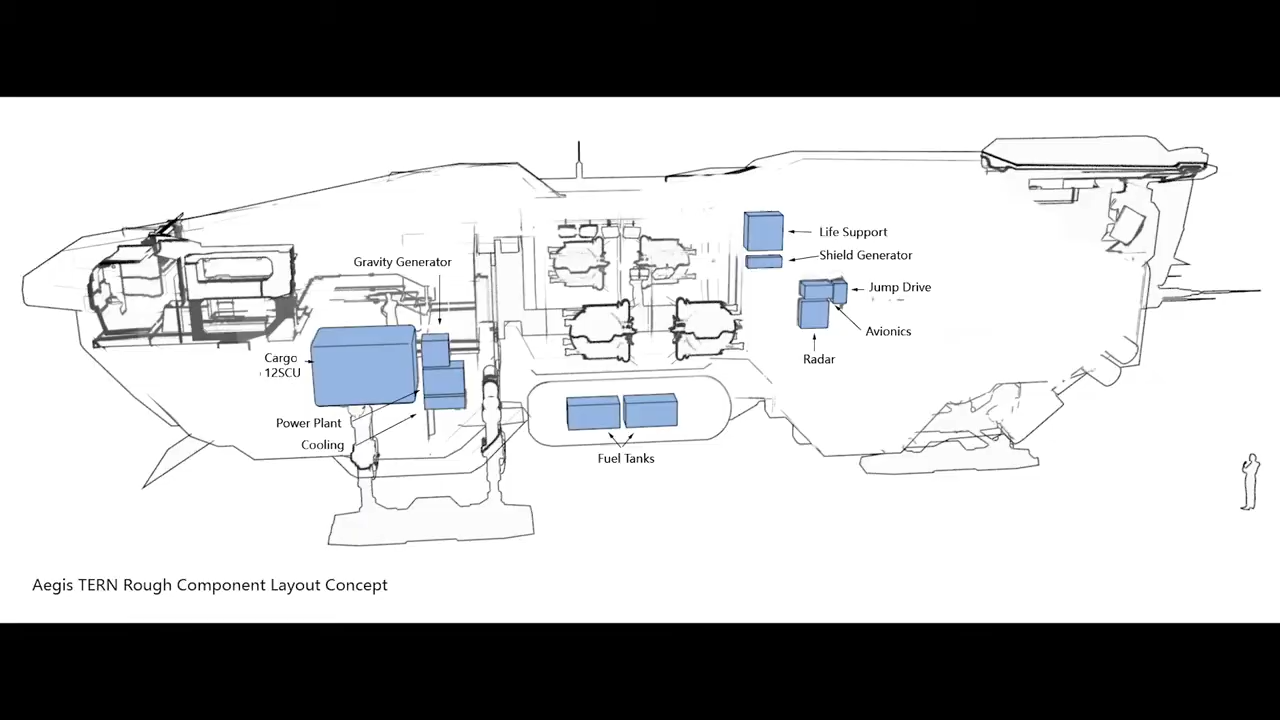 Life Support
Shield Generator
Gravity Generator
Jump Drive
Avionics
Cargo
12SCU
Radar
Power Plant
Cooling
Fuel Tanks
Aegis TERN Rough Component Layout Concept